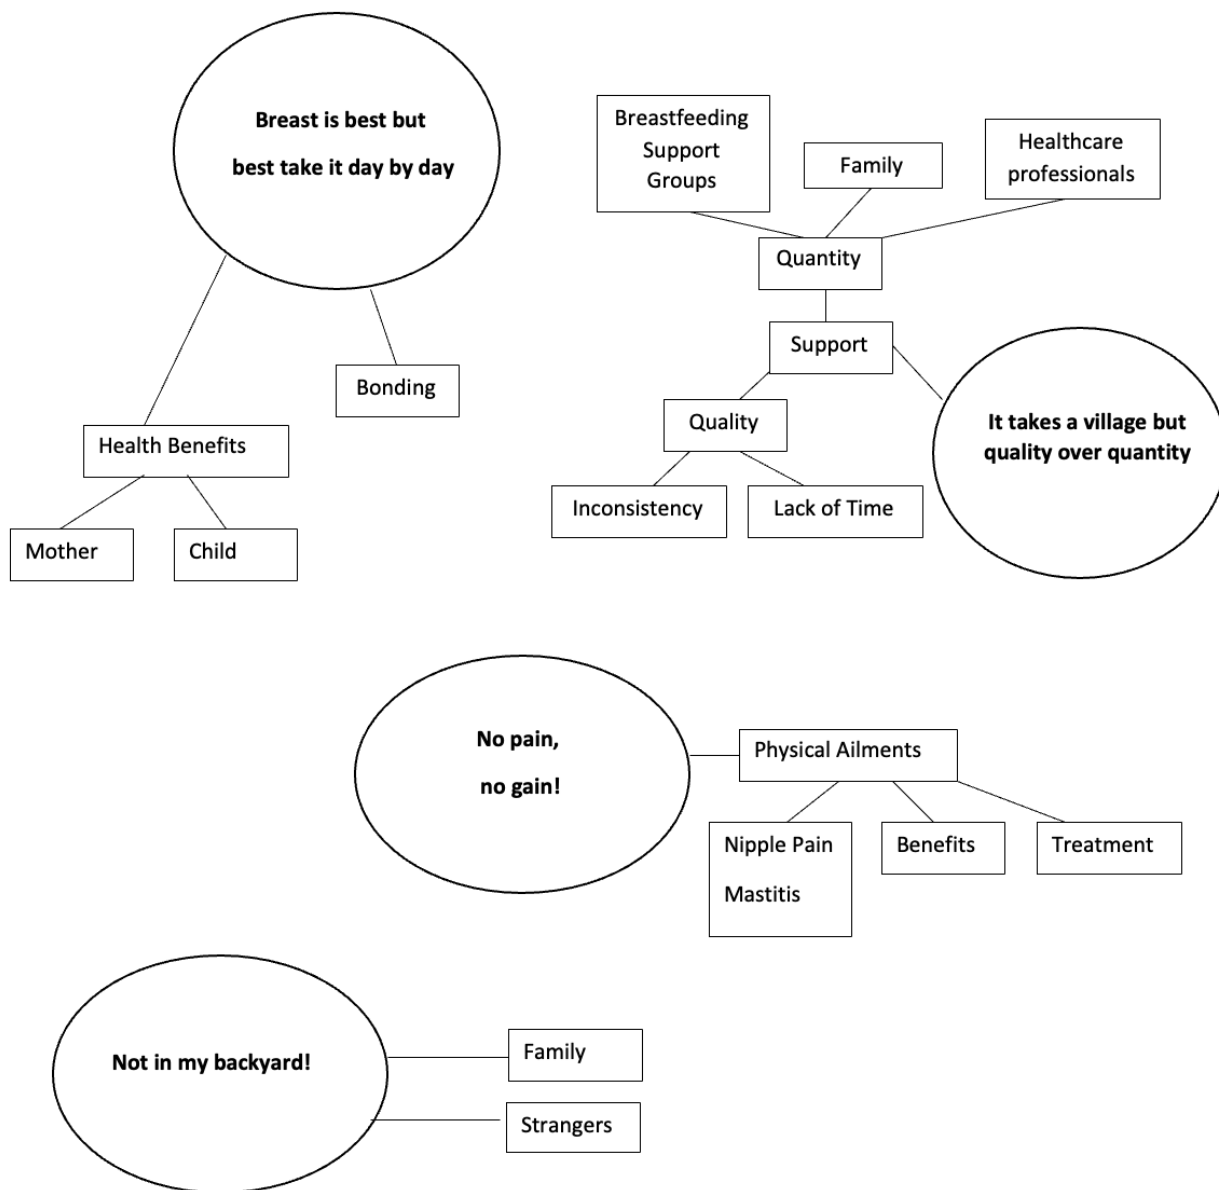 Breast is best but
best take it day by day
Bonding
Health Benefits
Mother
Child
Breastfeeding
Support
Groups
Family
Healthcare
professionals
Quantity
Support
Quality
Inconsistency
Lack of Time
It takes a village but
quality over quantity
No pain,
no gain!
Physical Ailments
Nipple Pain
Mastitis
Benefits
Treatment
Not in my backyard!
Family
Strangers